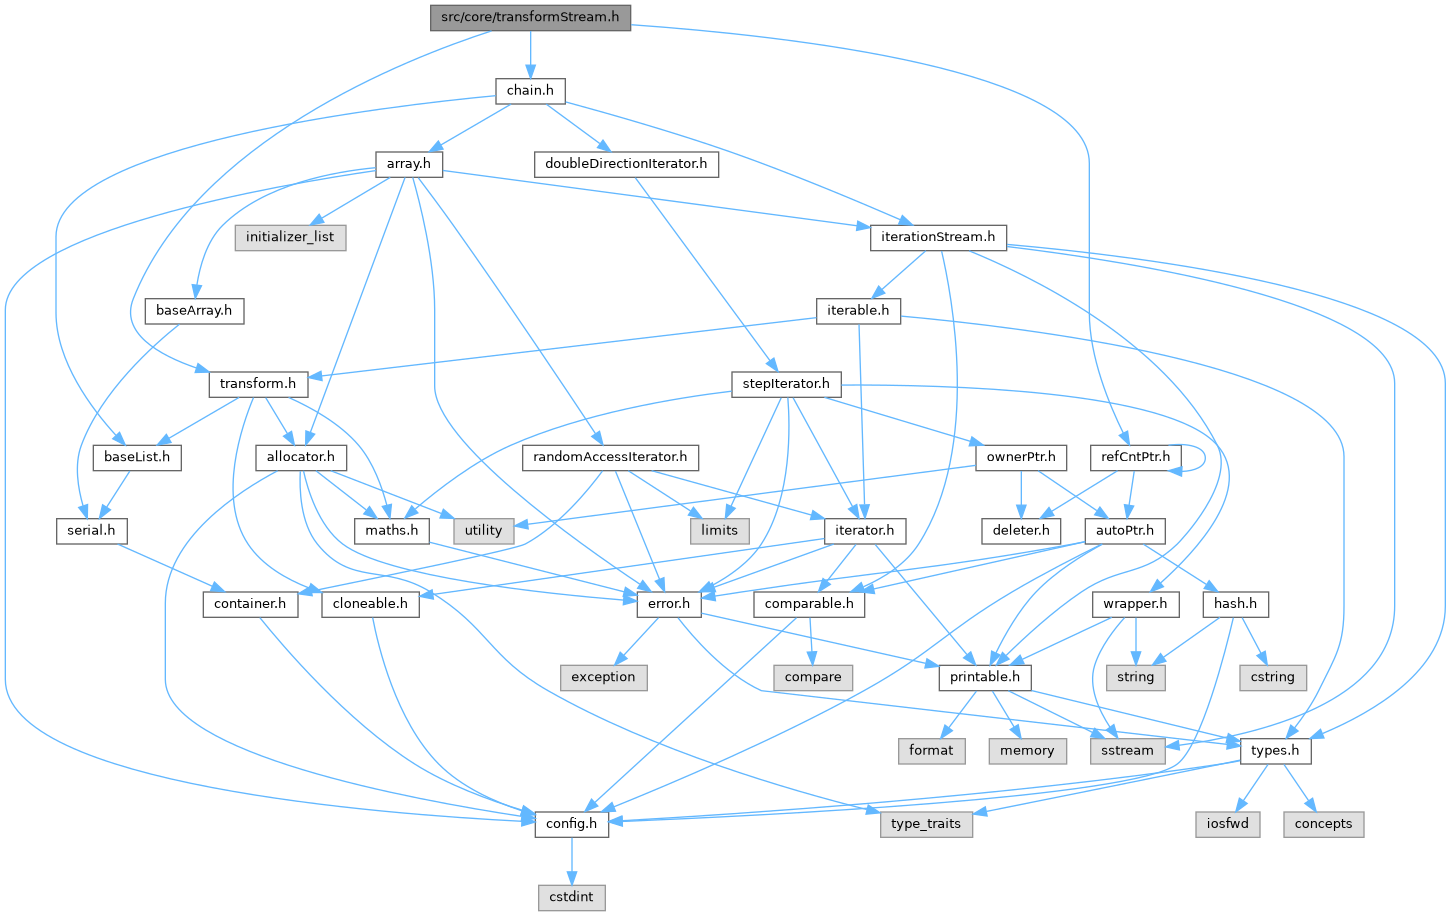 src/core/transformStream.h
chain.h
array.h
doubleDirectionIterator.h
initializer_list
iterationStream.h
baseArray.h
iterable.h
transform.h
stepIterator.h
baseList.h
allocator.h
randomAccessIterator.h
ownerPtr.h
refCntPtr.h
serial.h
maths.h
utility
limits
iterator.h
deleter.h
autoPtr.h
container.h
cloneable.h
error.h
comparable.h
wrapper.h
hash.h
exception
compare
printable.h
string
cstring
format
memory
sstream
types.h
config.h
type_traits
iosfwd
concepts
cstdint